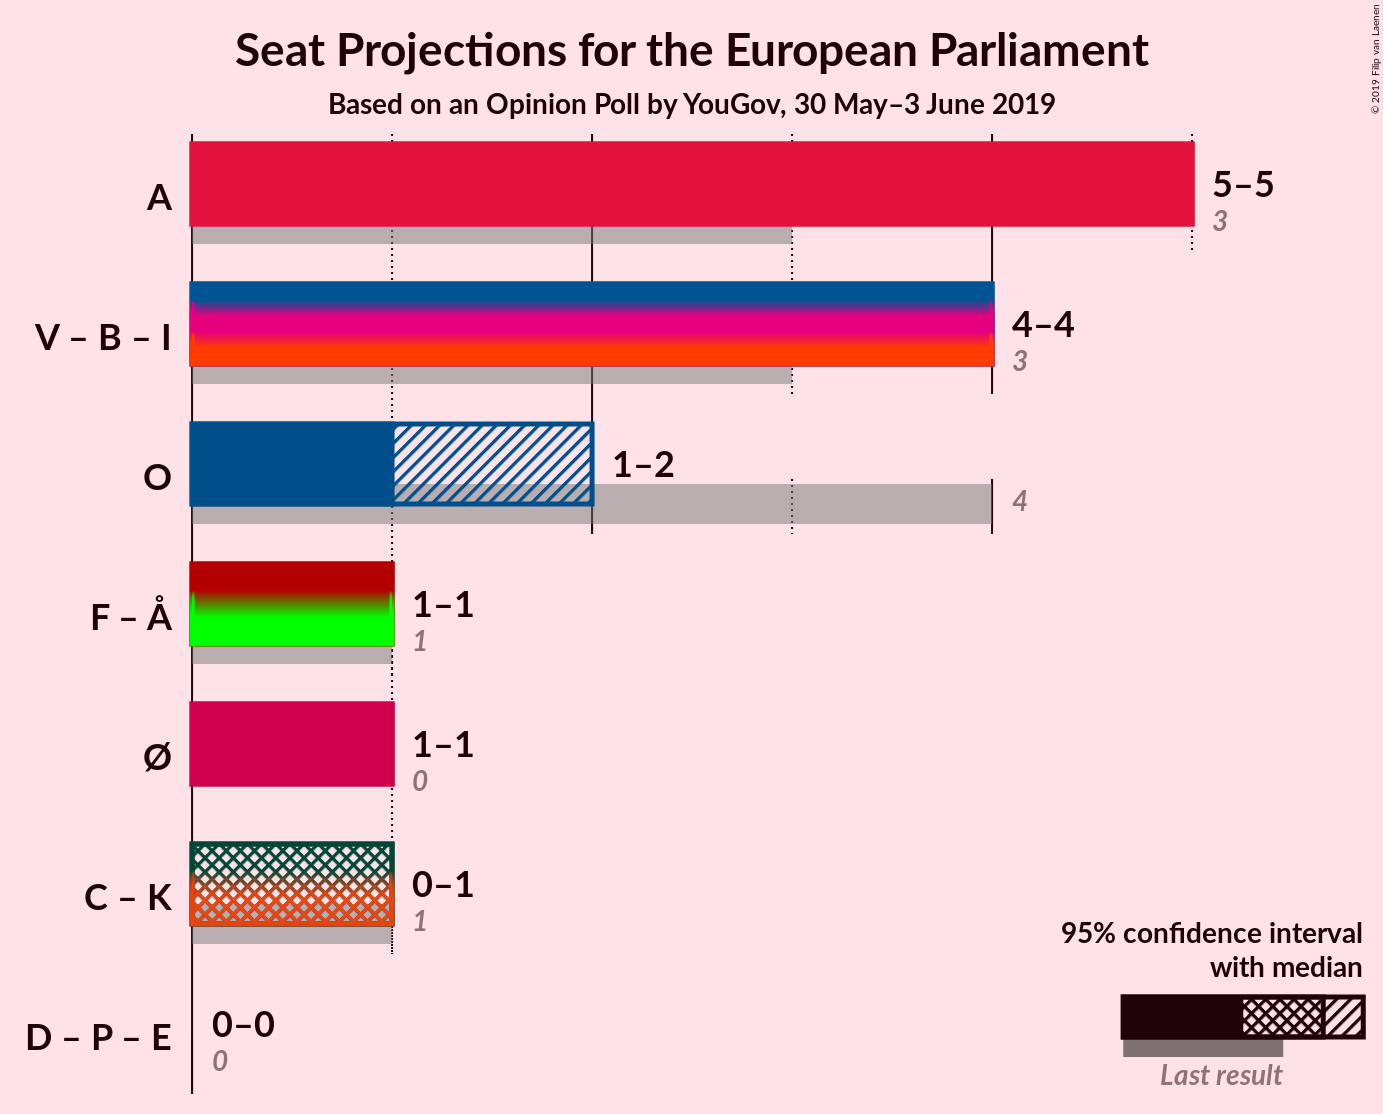 Seat Projections for the European Parliament
Based on an Opinion Poll by YouGov, 30 May–3 June 2019
© 2019 Filip van Laenen
A
5–5
3
V – B – I
4–4
3
O
1–2
4
F – Å
1–1
1
Ø
1–1
0
C – K
0–1
1
D – P – E
0–0
0
95% confidence interval
with median
Last result